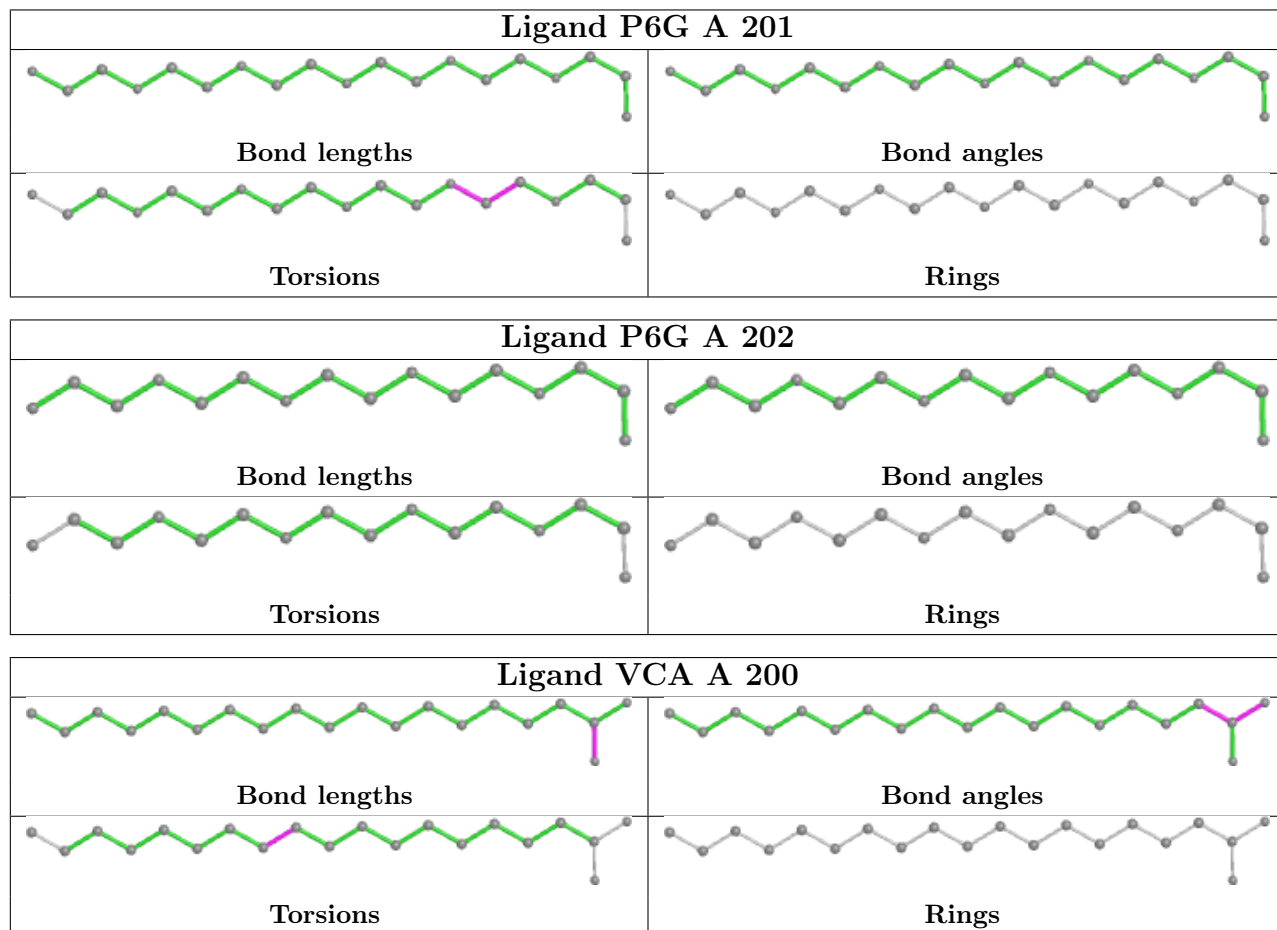 Ligand P6G A 201
Bond lengths
Bond angles
Torsions
Rings
Ligand P6G A 202
Bond lengths
Bond angles
Torsions
Rings
Ligand VCA A 200
Bond lengths
Bond angles
Torsions
Rings